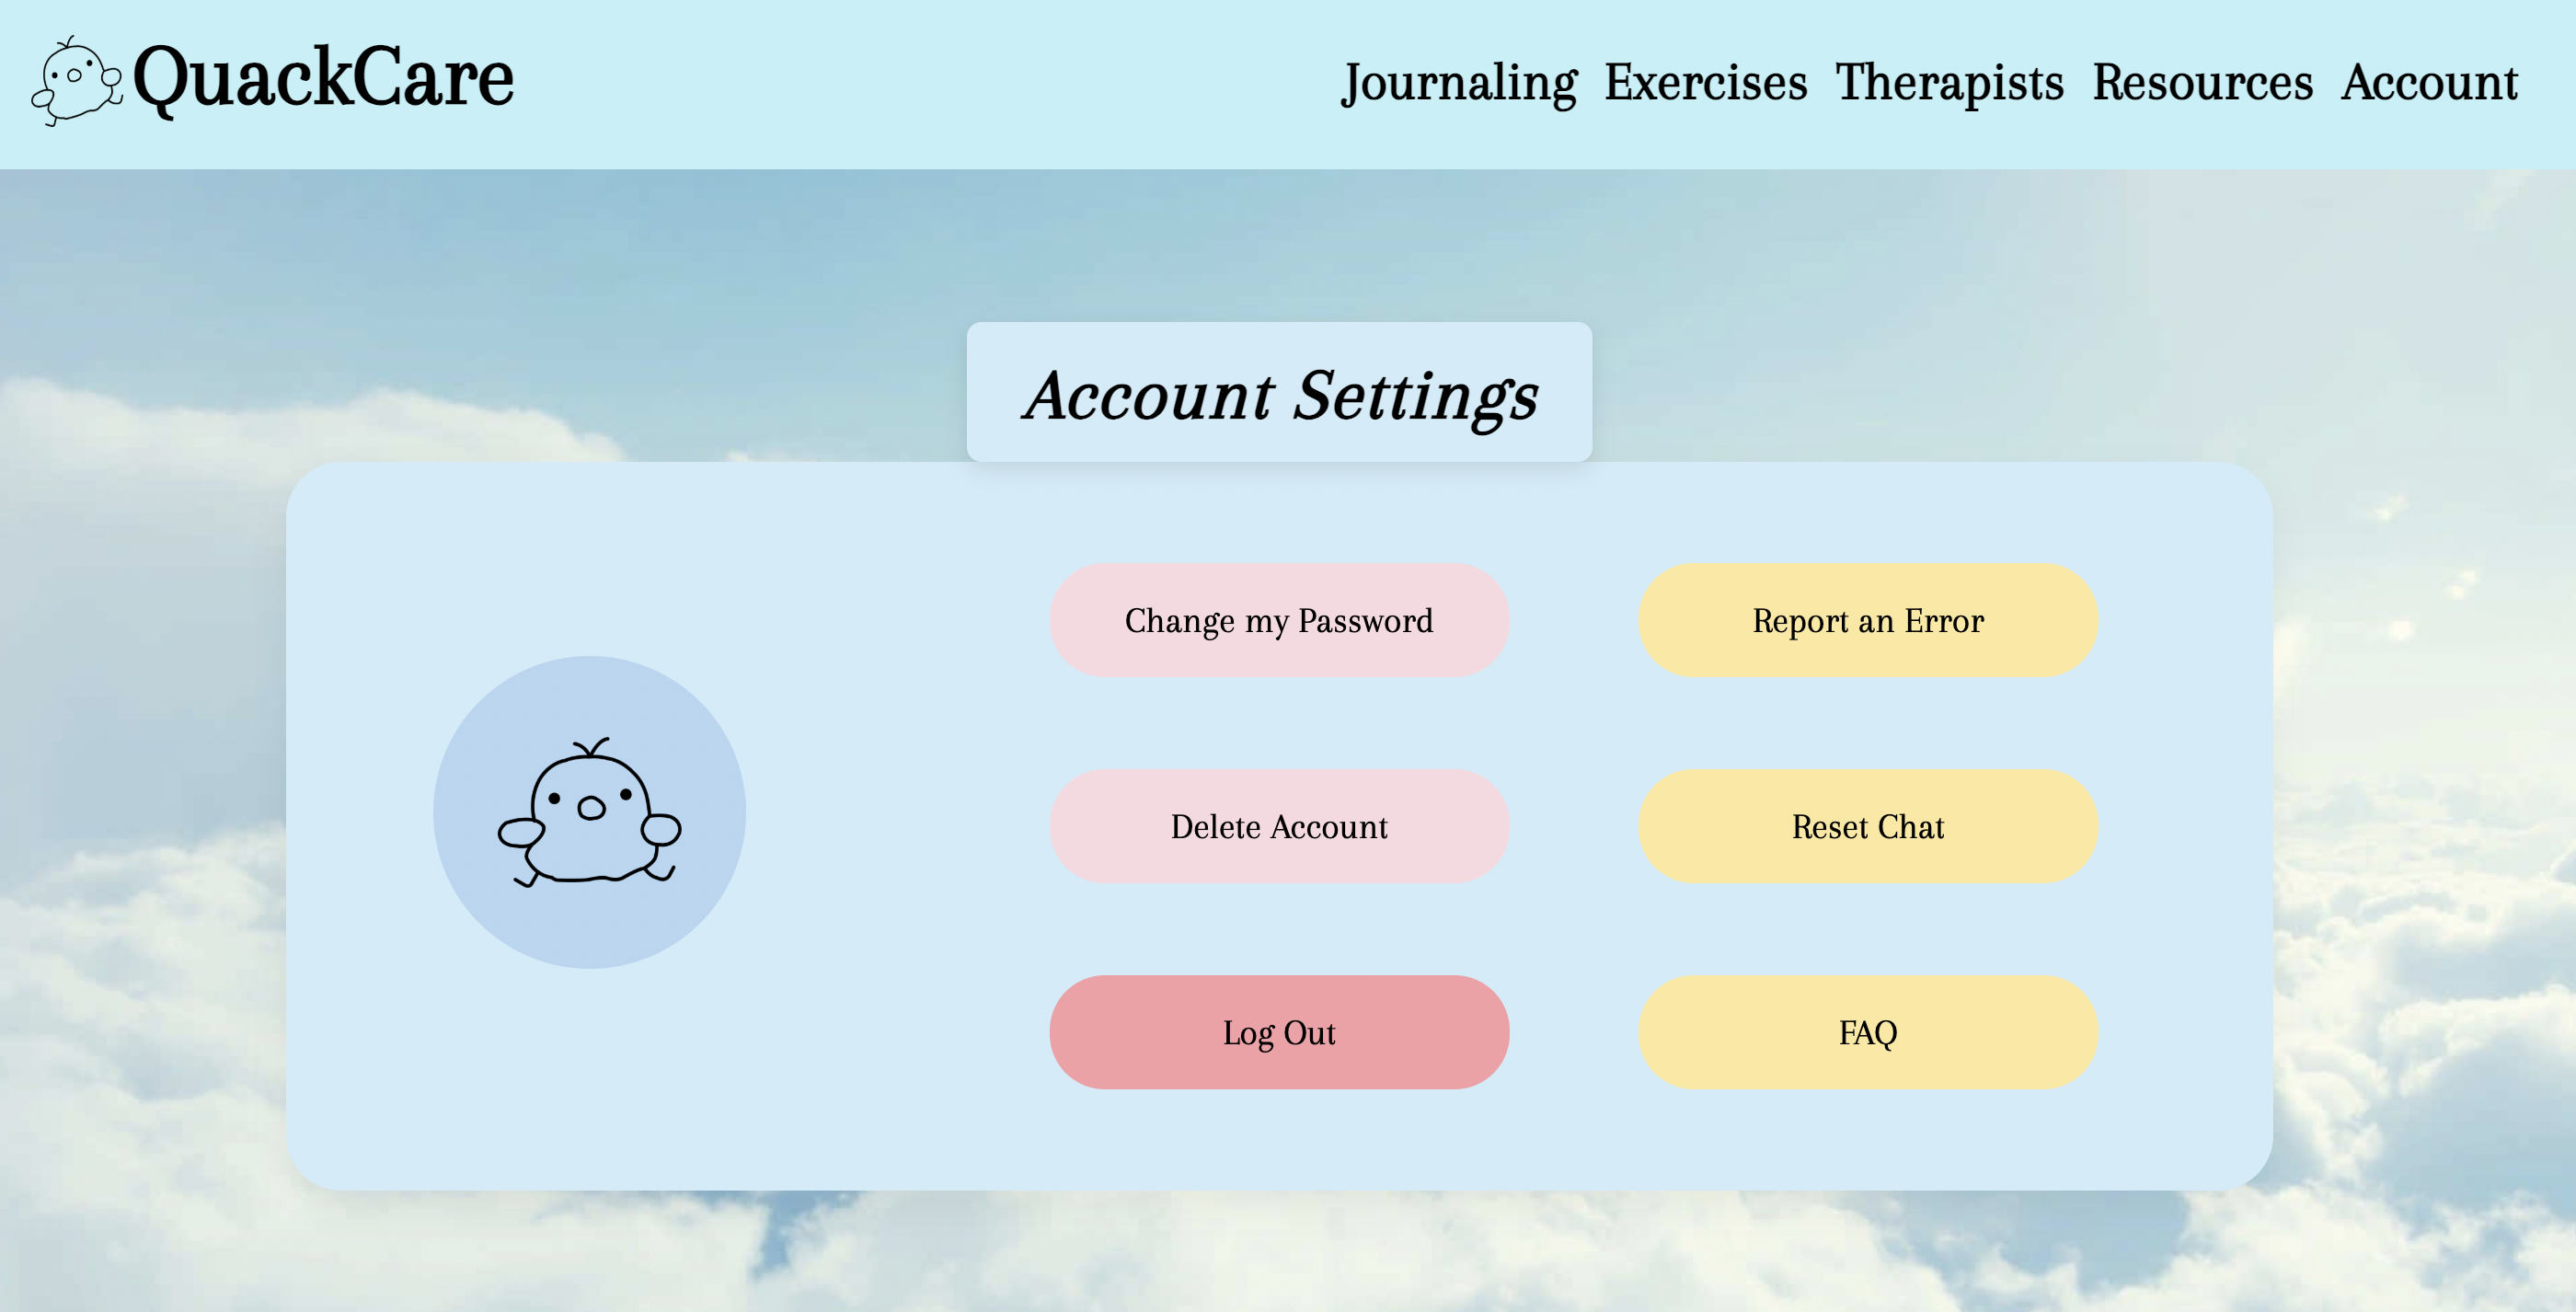 QuackCare
Journaling Exercises Therapists Resources Account
Account Settings
Change my Password
Report an Error
Delete Account
Reset Chat
Log Out
FAQ